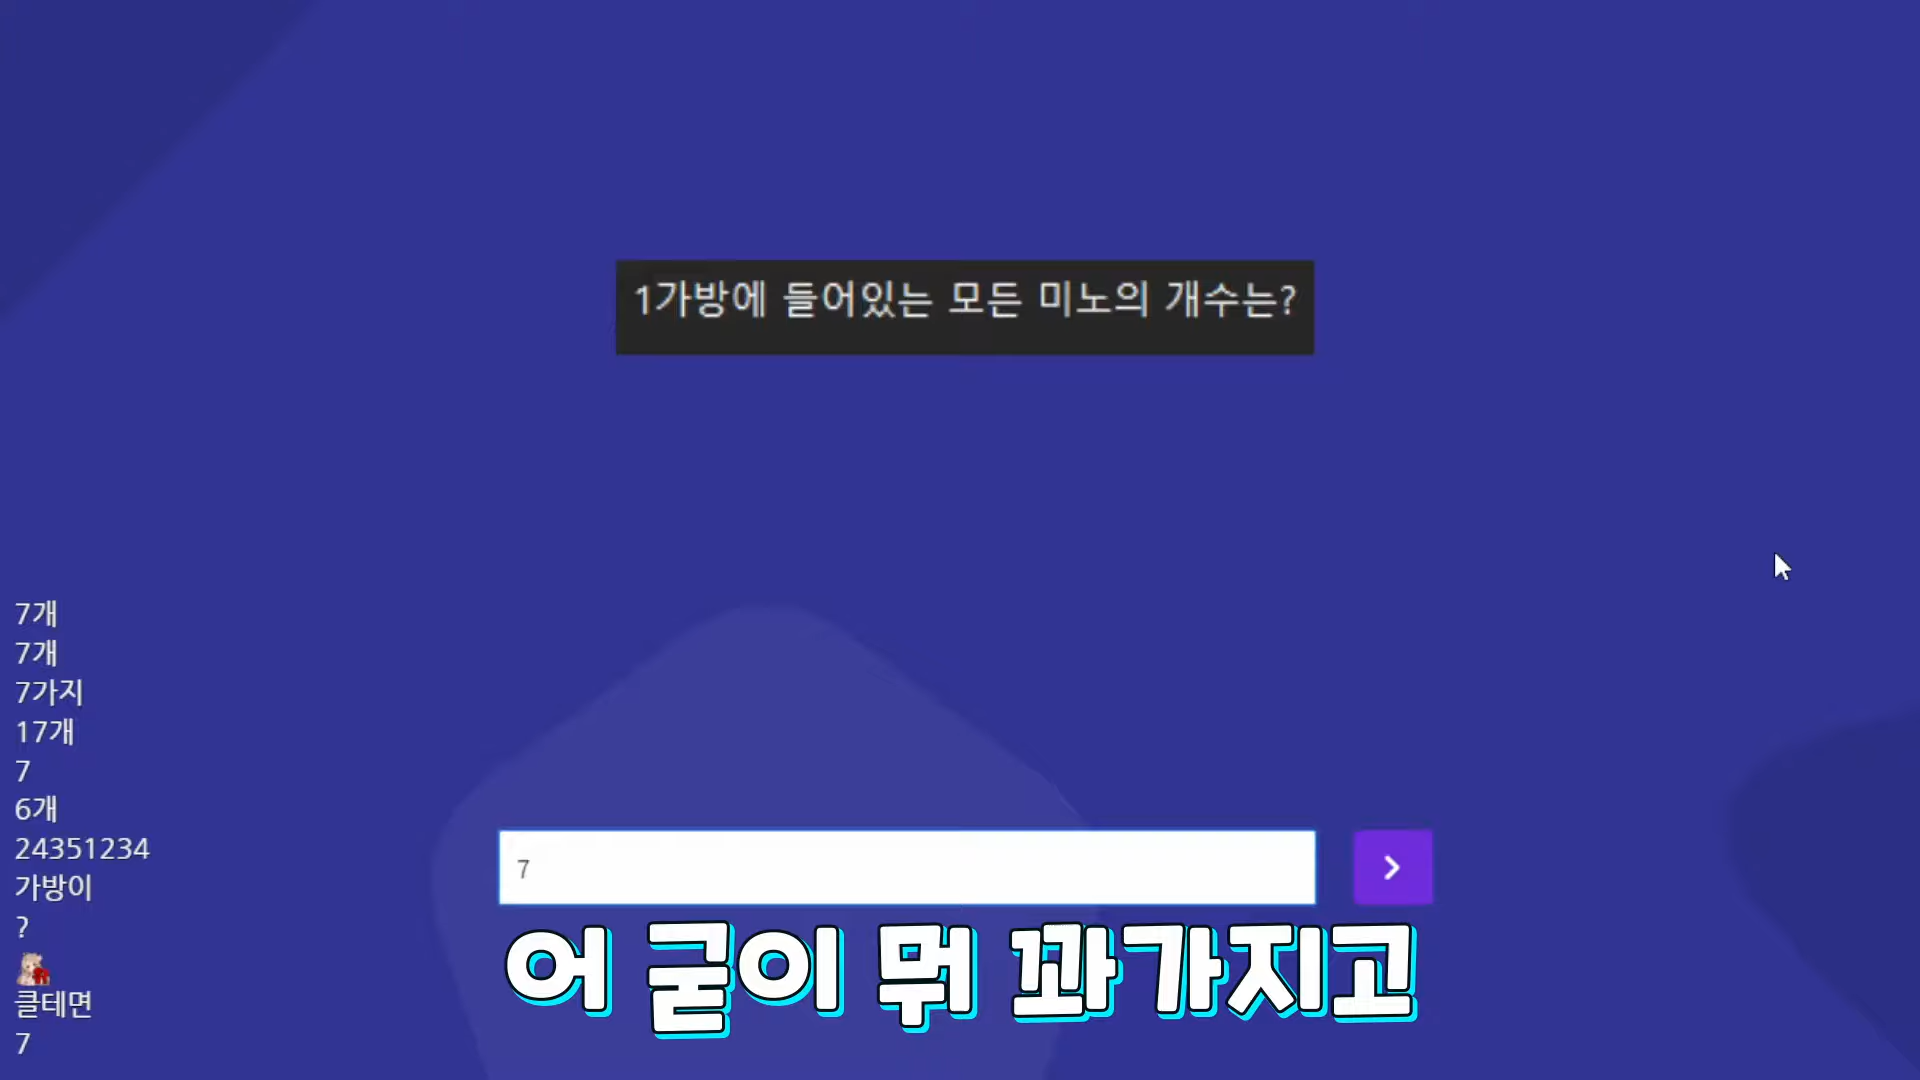 1가방에 들어있는 모든 미노의 개수는?
7개
7개
7가지
17개
7
6개
24351234
가방이
?
클테면
7
7
어 굳이 뭐 꽈가지고